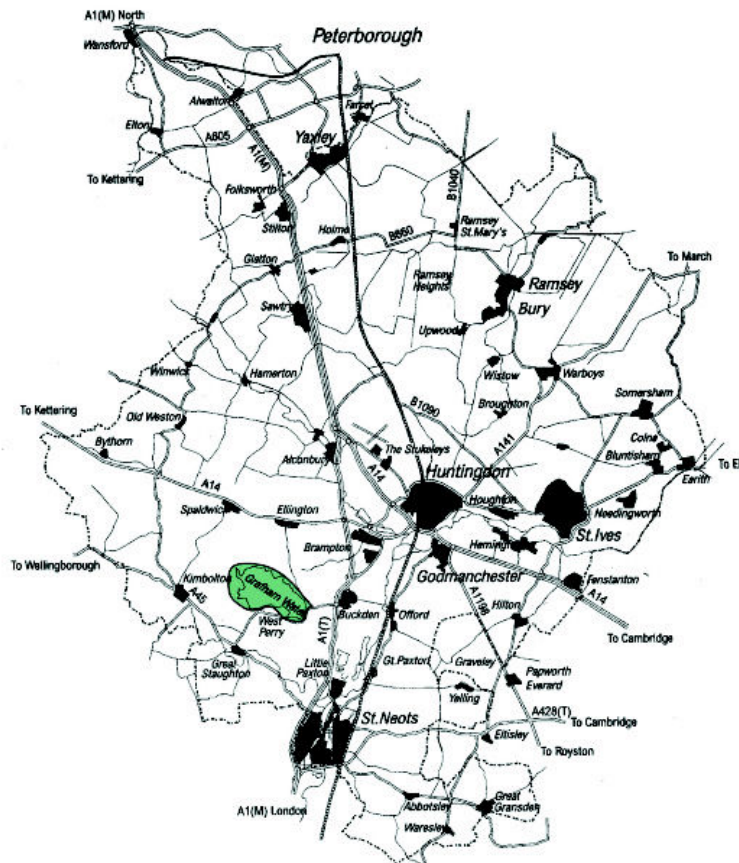 A1(M) North
Peterborough
Wansford
Alwalton
Farcet
Elton
A605
Yaxley
A1(M)
To Kettering
B1040
Folksworth
Stilton
Ramsey
St.Mary's
Holme
B660
Glatton
To March
Ramsey
Heights
Ramsey
Bury
Sawtry
Upwood
Winwick
Hamerton
Wistow
Warboys
To Kettering
Old Weston
B1090
Broughton
Somersham
Bythorn
A141
Colne
The Stukeleys
Alconbury
A14
Bluntisham
Earith
A14
Huntingdon
Houghton
Spaldwick
Ellington
Needingworth
St.Ives
Brampton
Heming
To Wellingborough
Kimbolton
Godmanchester
Fenstanton
A14
Grafham Wate
A45
A1198
Buckden
Offord
Hilton
West
Perry
A1(T)
To Cambridge
Great
Staughton
Little
Paxton
Gt.Paxton
Graveley
Papworth
Everard
Yelling
St.Neots
A428(T)
To Cambridge
Eltisley
To Royston
A1(M) London
Abbotsley
Great
Gransden
Waresley